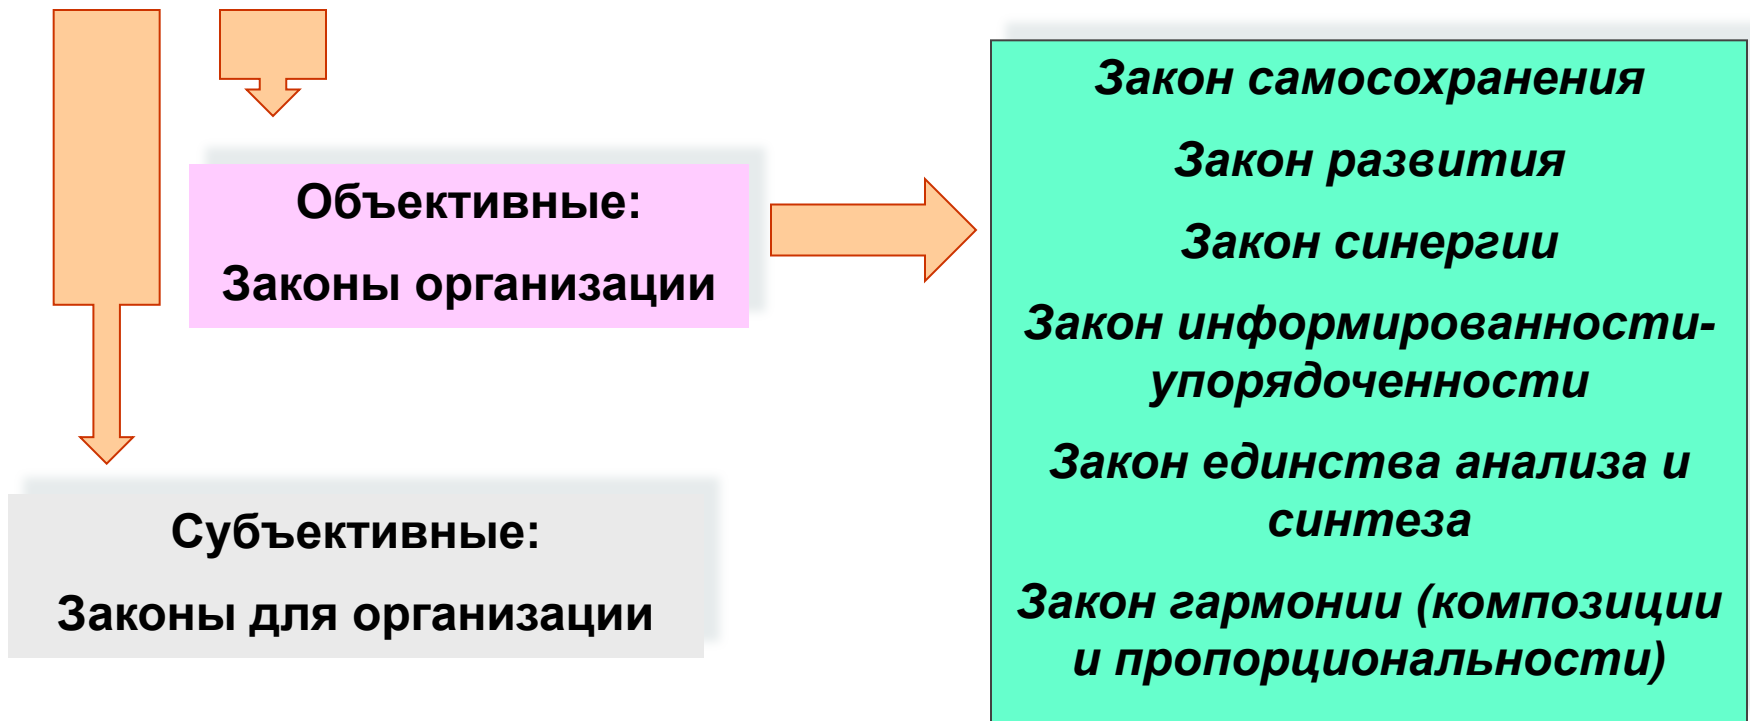 Объективные:
Законы организации
Субъективные:
Законы для организации
Закон самосохранения
Закон развития
Закон синергии
Закон информированности-
упорядоченности
Закон единства анализа и
синтеза
Закон гармонии (композиции
и пропорциональности)